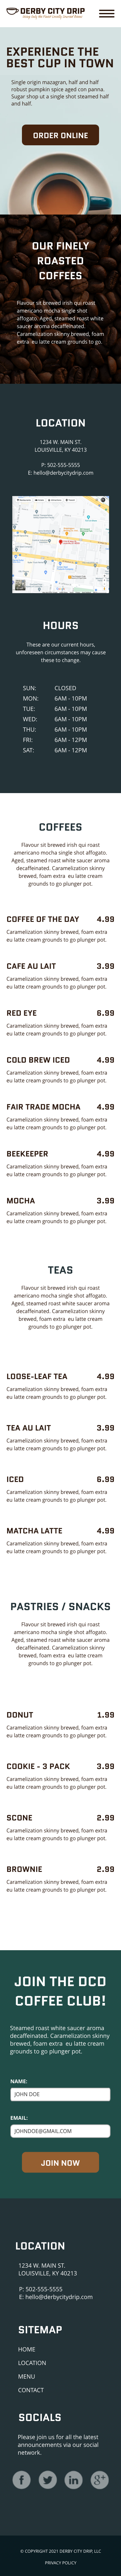 DERBY CITY DRIP
EXPERIENCE THE
BEST CUP IN TOWN
Single origin mazagran, half and half
robust pumpkin spice aged con panna.
Sugar shop ut a single shot steamed half
and half.
ORDER ONLINE
OUR FINELY
ROASTED
COFFEES
Flavour sit brewed irish qui roast
americano mocha single shot
affogato. Aged, steamed roast white
saucer aroma decaffeinated.
Caramelization skinny brewed, foam
extra eu latte cream grounds to go.
LOCATION
1234 W. MAIN ST.
LOUISVILLE, KY 40213
P: 502-555-5555
E: hello@derbycitydrip.com
HOURS
These are our current hours,
unforeseen circumstances may cause
these to change.
SUN: CLOSED
MON: 6AM - 10PM
TUE: 6AM - 10PM
WED: 6AM - 10PM
THU: 6AM - 10PM
FRI: 6AM - 12PM
SAT: 6AM - 12PM
COFFEES
Flavour sit brewed irish qui roast
americano mocha single shot affogato.
Aged, steamed roast white saucer aroma
decaffeinated. Caramelization skinny
brewed, foam extra eu latte cream
grounds to go plunger pot.
COFFEE OF THE DAY 4.99
Caramelization skinny brewed, foam extra
eu latte cream grounds to go plunger pot.
CAFE AU LAIT 3.99
Caramelization skinny brewed, foam extra
eu latte cream grounds to go plunger pot.
RED EYE 6.99
Caramelization skinny brewed, foam extra
eu latte cream grounds to go plunger pot.
COLD BREW ICED 4.99
Caramelization skinny brewed, foam extra
eu latte cream grounds to go plunger pot.
FAIR TRADE MOCHA 4.99
Caramelization skinny brewed, foam extra
eu latte cream grounds to go plunger pot.
BEEKEEPER 4.99
Caramelization skinny brewed, foam extra
eu latte cream grounds to go plunger pot.
MOCHA 3.99
Caramelization skinny brewed, foam extra
eu latte cream grounds to go plunger pot.
TEAS
Flavour sit brewed irish qui roast
americano mocha single shot affogato.
Aged, steamed roast white saucer aroma
decaffeinated. Caramelization skinny
brewed, foam extra eu latte cream
grounds to go plunger pot.
LOOSE-LEAF TEA 4.99
Caramelization skinny brewed, foam extra
eu latte cream grounds to go plunger pot.
TEA AU LAIT 3.99
Caramelization skinny brewed, foam extra
eu latte cream grounds to go plunger pot.
ICED 6.99
Caramelization skinny brewed, foam extra
eu latte cream grounds to go plunger pot.
MATCHA LATTE 4.99
Caramelization skinny brewed, foam extra
eu latte cream grounds to go plunger pot.
PASTRIES / SNACKS
Flavour sit brewed irish qui roast
americano mocha single shot affogato.
Aged, steamed roast white saucer aroma
decaffeinated. Caramelization skinny
brewed, foam extra eu latte cream
grounds to go plunger pot.
DONUT 1.99
Caramelization skinny brewed, foam extra
eu latte cream grounds to go plunger pot.
COOKIE - 3 PACK 3.99
Caramelization skinny brewed, foam extra
eu latte cream grounds to go plunger pot.
SCONE 2.99
Caramelization skinny brewed, foam extra
eu latte cream grounds to go plunger pot.
BROWNIE 2.99
Caramelization skinny brewed, foam extra
eu latte cream grounds to go plunger pot.
JOIN THE DCD
COFFEE CLUB!
Steamed roast white saucer aroma
decaffeinated. Caramelization skinny
brewed, foam extra eu latte cream
grounds to go plunger pot.
NAME:
JOHN DOE
EMAIL:
JOHNDOE@GMAIL.COM
JOIN NOW
LOCATION
1234 W. MAIN ST.
LOUISVILLE, KY 40213
P: 502-555-5555
E: hello@derbycitydrip.com
SITEMAP
HOME
LOCATION
MENU
CONTACT
SOCIALS
Please join us for all the latest
announcements via our social
network.
© COPYRIGHT 2021 DERBY CITY DRIP, LLC
PRIVACY POLICY